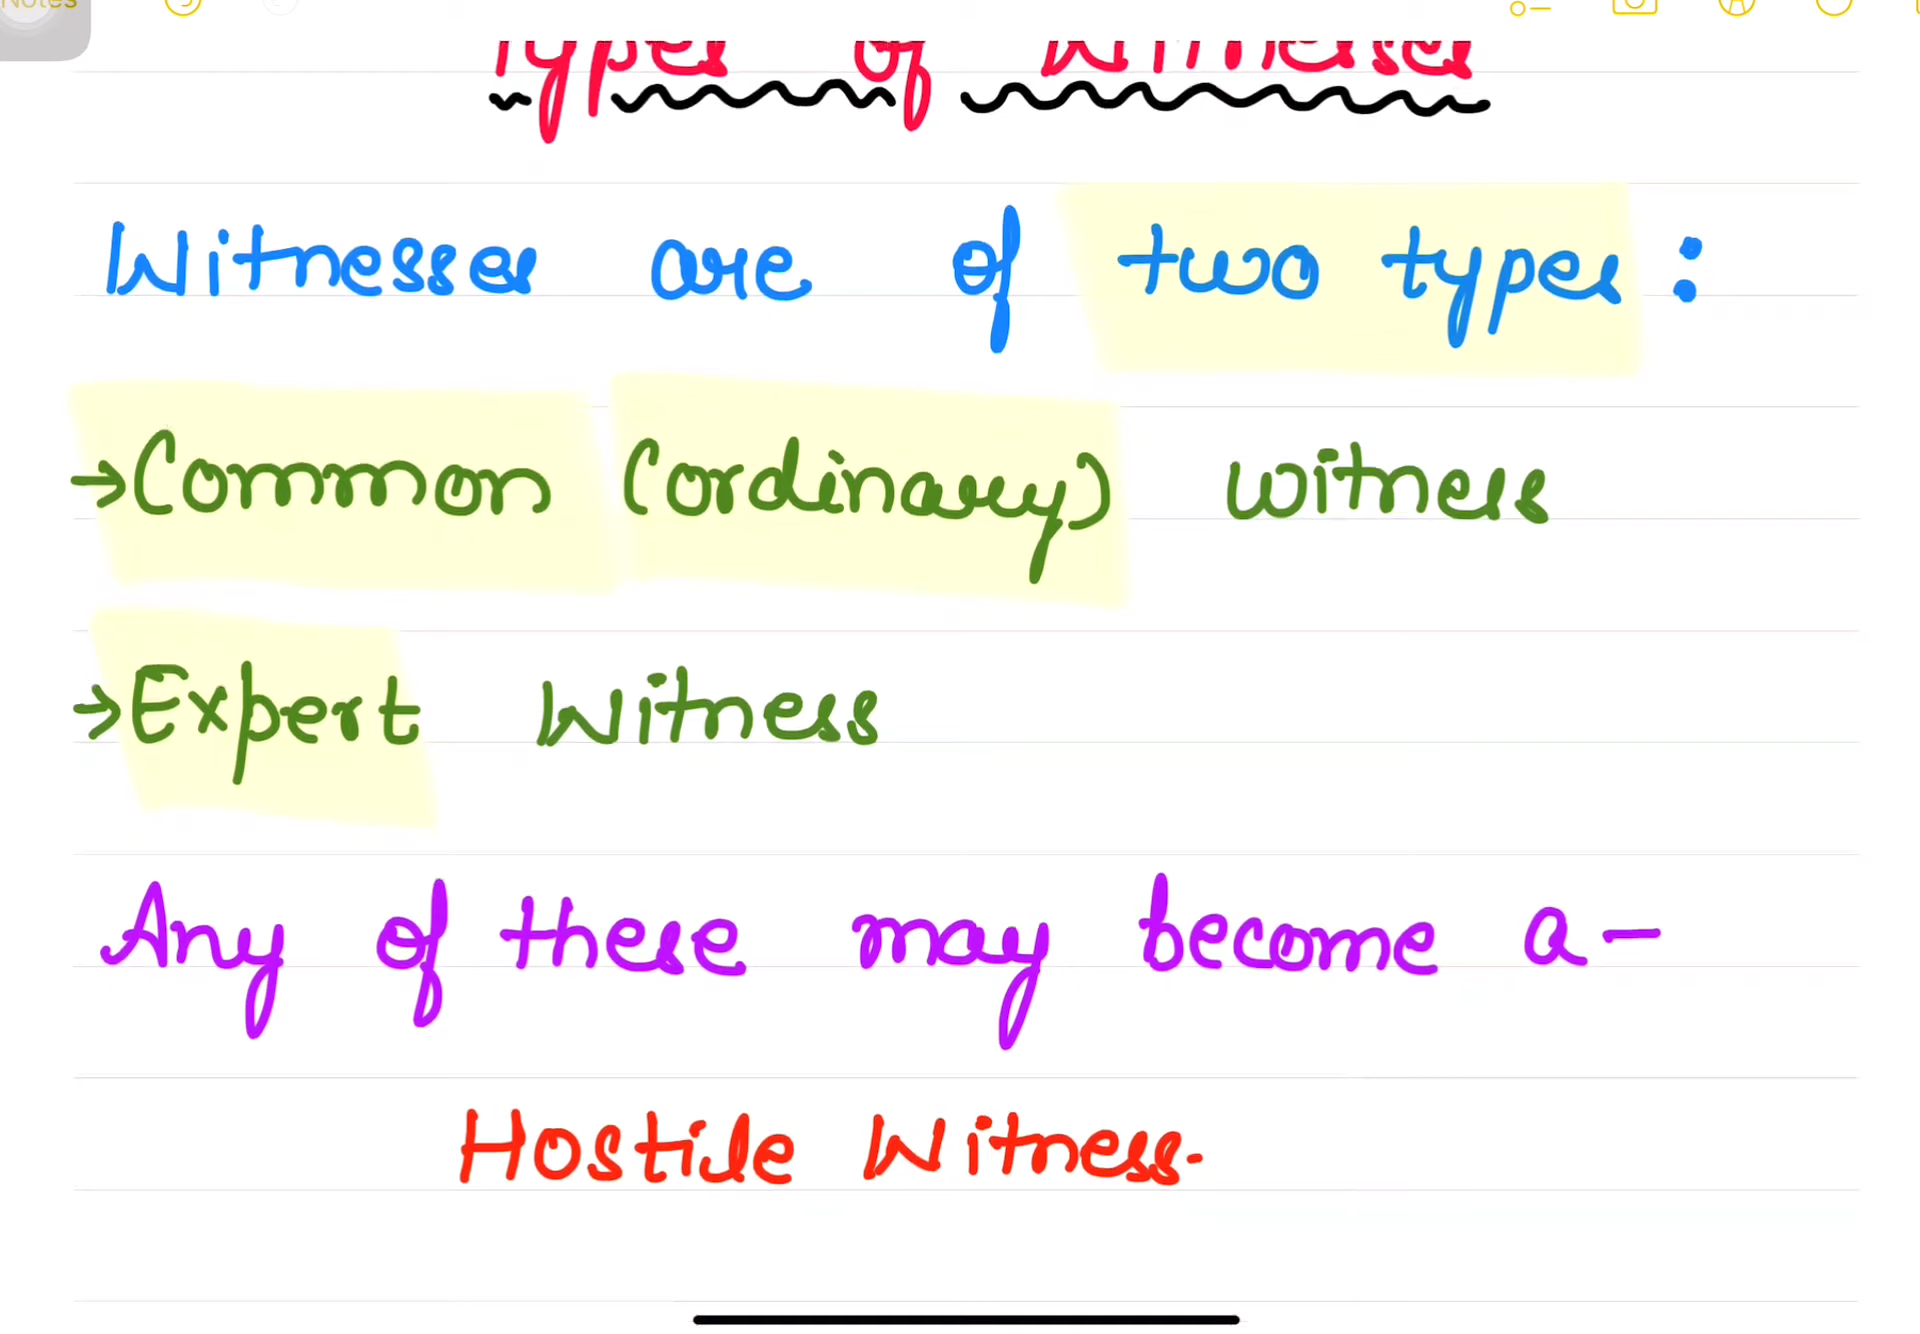 Notes
Types of Witnesses
Witnesses are of two types:
→Common (ordinary) witness
→Expert Witness
Any of these may become a-
Hostile Witness.